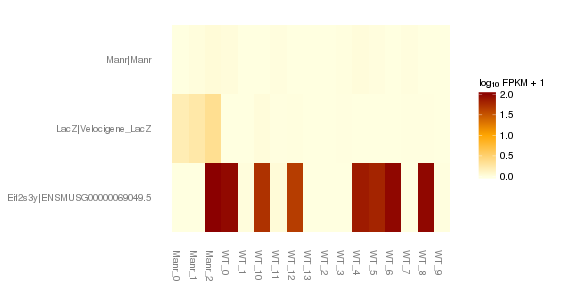 Manr|Manr
LacZ|Velocigene_LacZ
Eif2s3y|ENSMUSG00000069049.5
Manr_0
Manr_1
Manr_2
WT_0
WT_1
WT_10
WT_11
WT_12
WT_13
WT_2
WT_3
WT_4
WT_5
WT_6
WT_7
WT_8
WT_9
log10 FPKM + 1
2.0
1.5
1.0
0.5
0.0